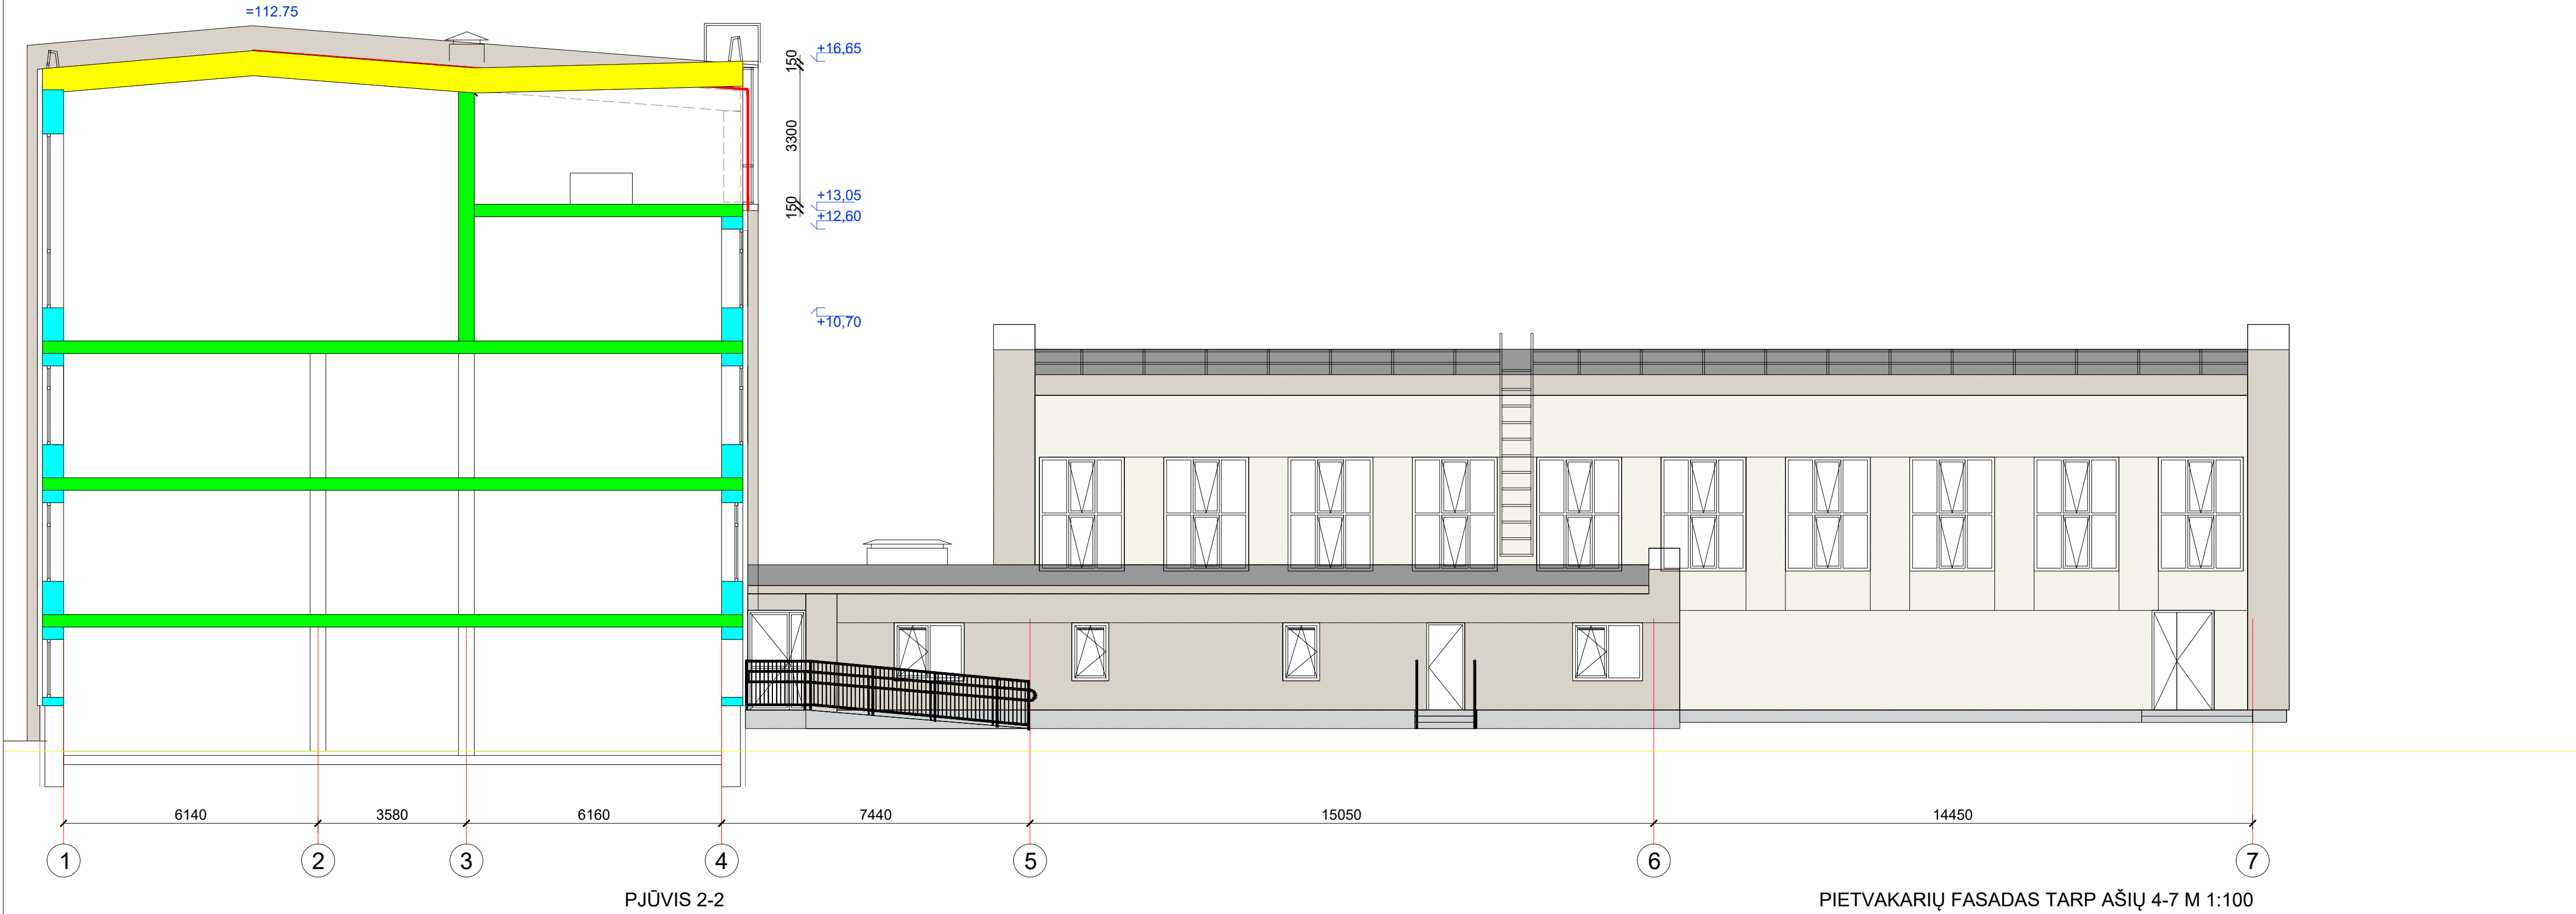 =112.75
+16,65
150
3300
+13,05
150
+12,60
+10,70
6140 3580 6160 7440 15050 14450
1 2 3 4 5 6 7
PJŪVIS 2-2
PIETVAKARIŲ FASADAS TARP AŠIŲ 4-7 M 1:100